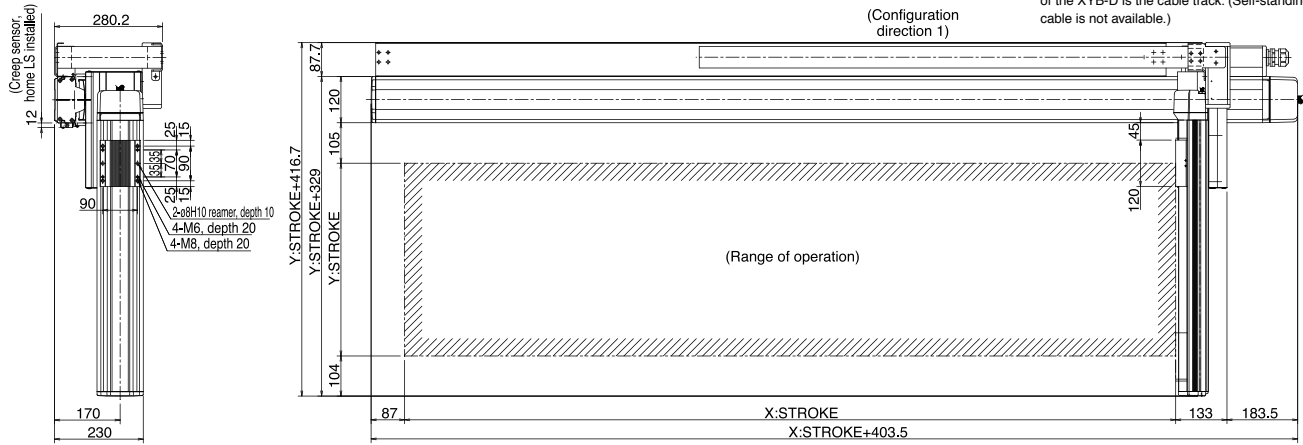 of the XYB-D is the cable track. (Self-standin
cable is not available.)
280.2
(Creep sensor,
home LS installed)
12
25
15
35
35
70
90
25
15
90
2-ø8H10 reamer, depth 10
4-M6, depth 20
4-M8, depth 20
170
230
(Configuration
direction 1)
87.7
120
105
Y:STROKE+416.7
Y:STROKE+329
Y:STROKE
104
45
120
(Range of operation)
87
X:STROKE
133
183.5
X:STROKE+403.5